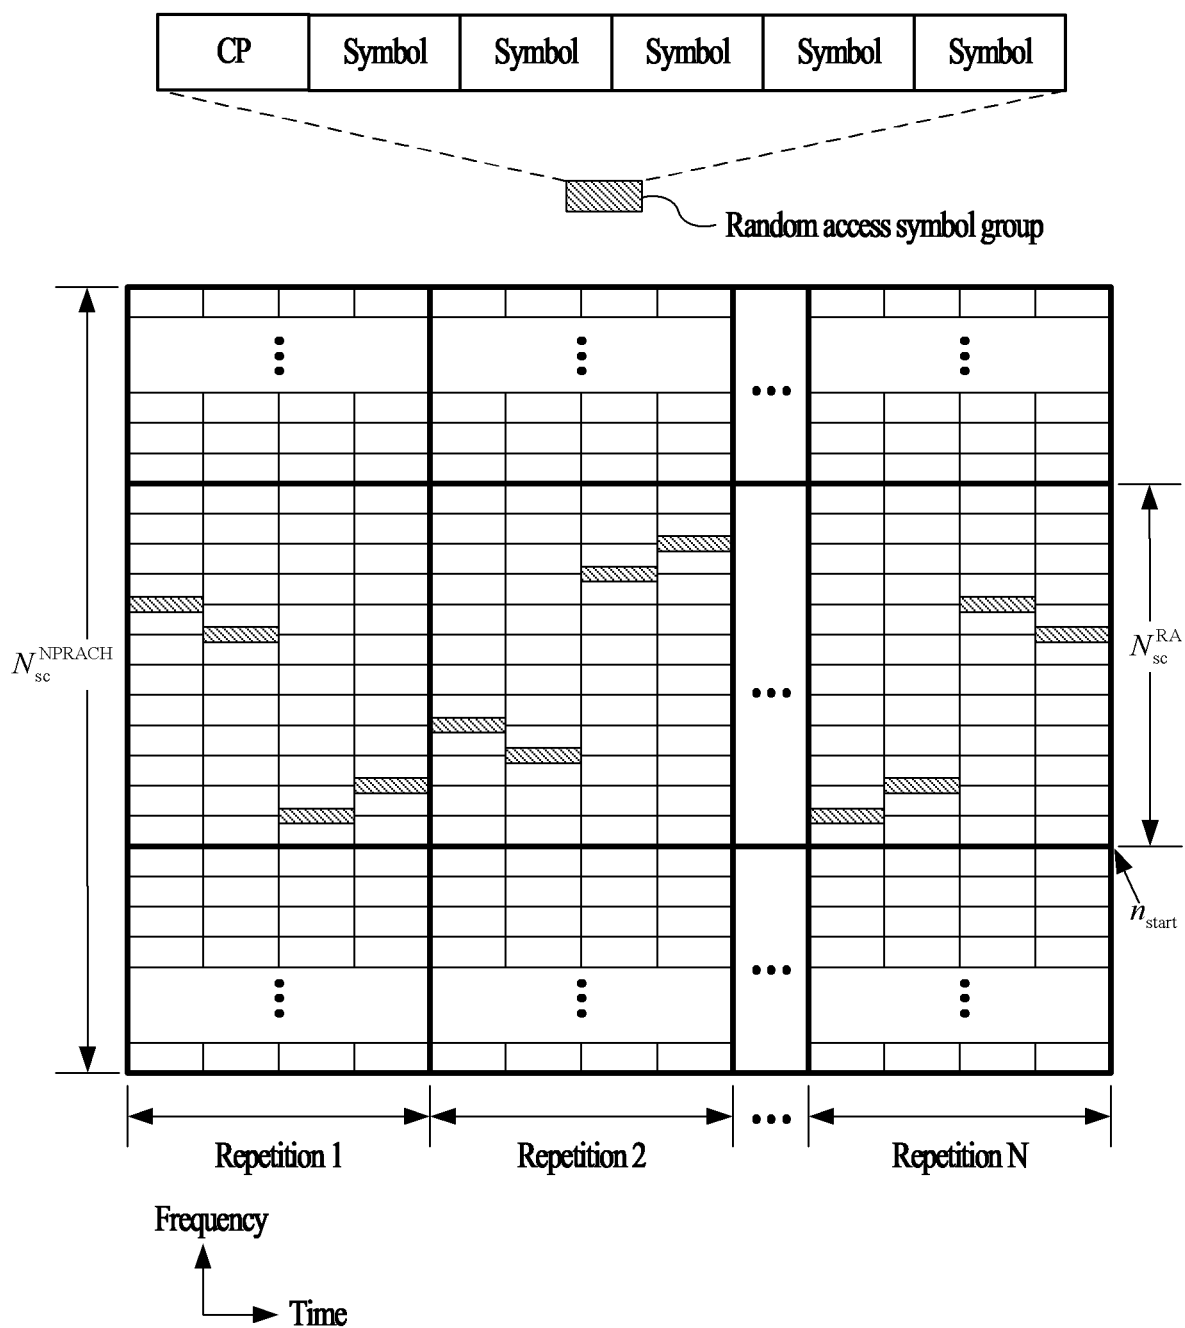 CP Symbol Symbol Symbol Symbol Symbol
Random access symbol group
N_sc^NPRACH
N_sc^RA
n_start
Repetition 1 Repetition 2 Repetition N
Frequency
Time